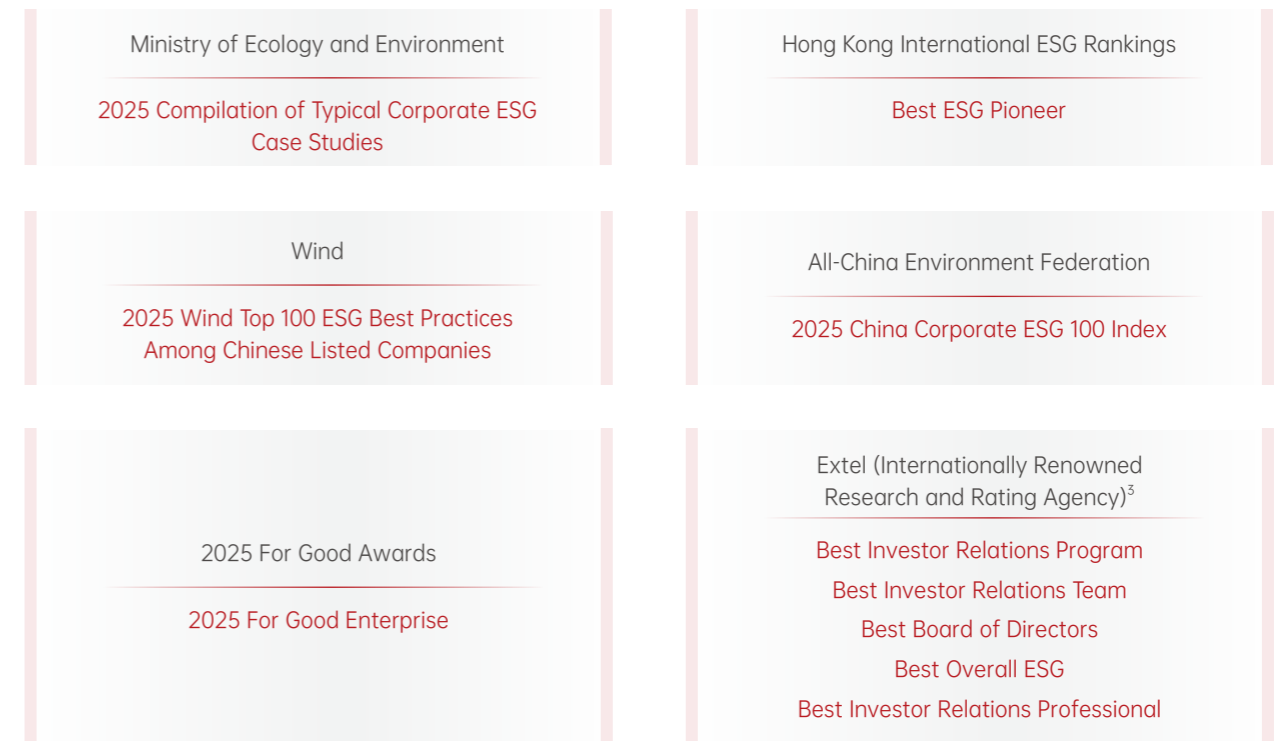 Ministry of Ecology and Environment
2025 Compilation of Typical Corporate ESG
Case Studies
Hong Kong International ESG Rankings
Best ESG Pioneer
Wind
2025 Wind Top 100 ESG Best Practices
Among Chinese Listed Companies
All-China Environment Federation
2025 China Corporate ESG 100 Index
2025 For Good Awards
2025 For Good Enterprise
Extel (Internationally Renowned
Research and Rating Agency)3
Best Investor Relations Program
Best Investor Relations Team
Best Board of Directors
Best Overall ESG
Best Investor Relations Professional